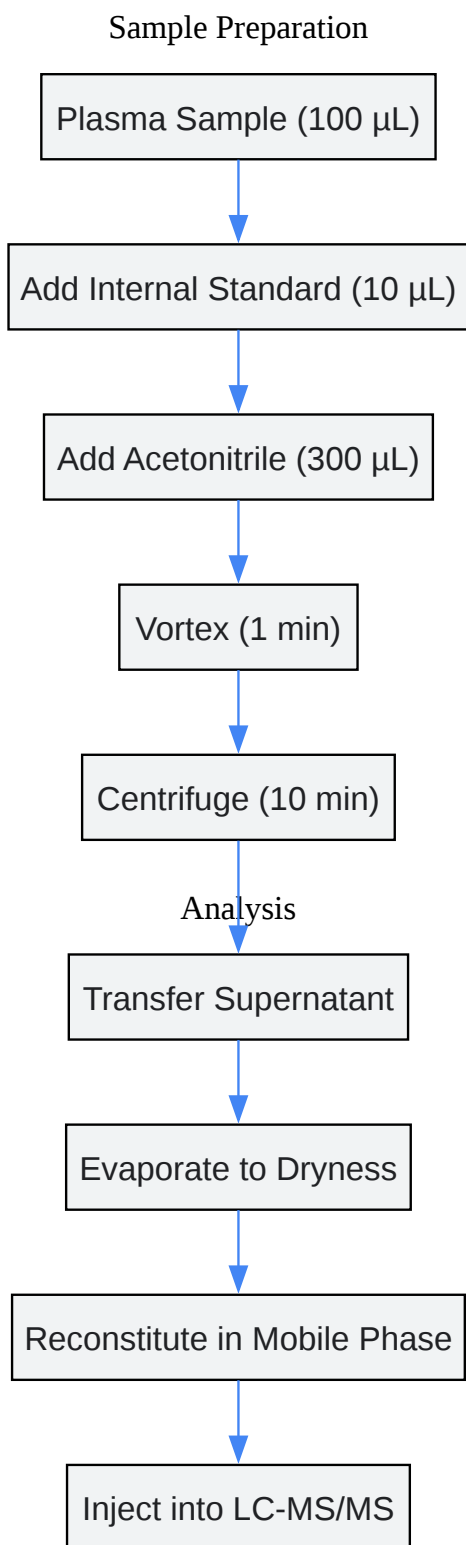 Sample Preparation
Plasma Sample (100 µL)
Add Internal Standard (10 µL)
Add Acetonitrile (300 µL)
Vortex (1 min)
Centrifuge (10 min)
Analysis
Transfer Supernatant
Evaporate to Dryness
Reconstitute in Mobile Phase
Inject into LC-MS/MS